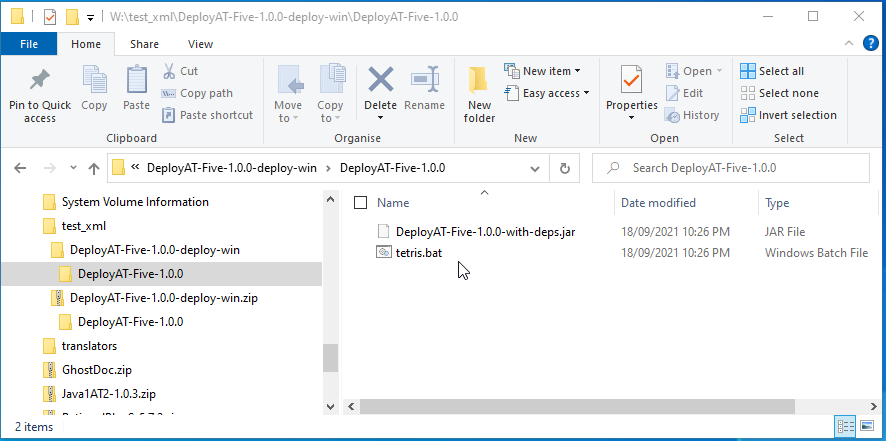 W:\test_xml\DeployAT-Five-1.0.0-deploy-win\DeployAT-Five-1.0.0
File Home Share View
Pin to Quick access
Copy
Paste
Cut
Copy path
Paste shortcut
Clipboard
Move to
Copy to
Delete
Rename
Organise
New folder
New item
Easy access
New
Properties
Open
Edit
History
Open
Select all
Select none
Invert selection
Select
DeployAT-Five-1.0.0-deploy-win DeployAT-Five-1.0.0
Search DeployAT-Five-1.0.0
System Volume Information
test_xml
DeployAT-Five-1.0.0-deploy-win
DeployAT-Five-1.0.0
DeployAT-Five-1.0.0-deploy-win.zip
DeployAT-Five-1.0.0
translators
GhostDoc.zip
Java1AT2-1.0.3.zip
Name Date modified Type
DeployAT-Five-1.0.0-with-deps.jar 18/09/2021 10:26 PM JAR File
tetris.bat 18/09/2021 10:26 PM Windows Batch File
2 items